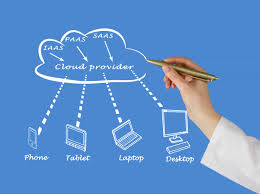 IAAS
PAAS
SAAS
Cloud provider
Phone
Tablet
Laptop
Desktop